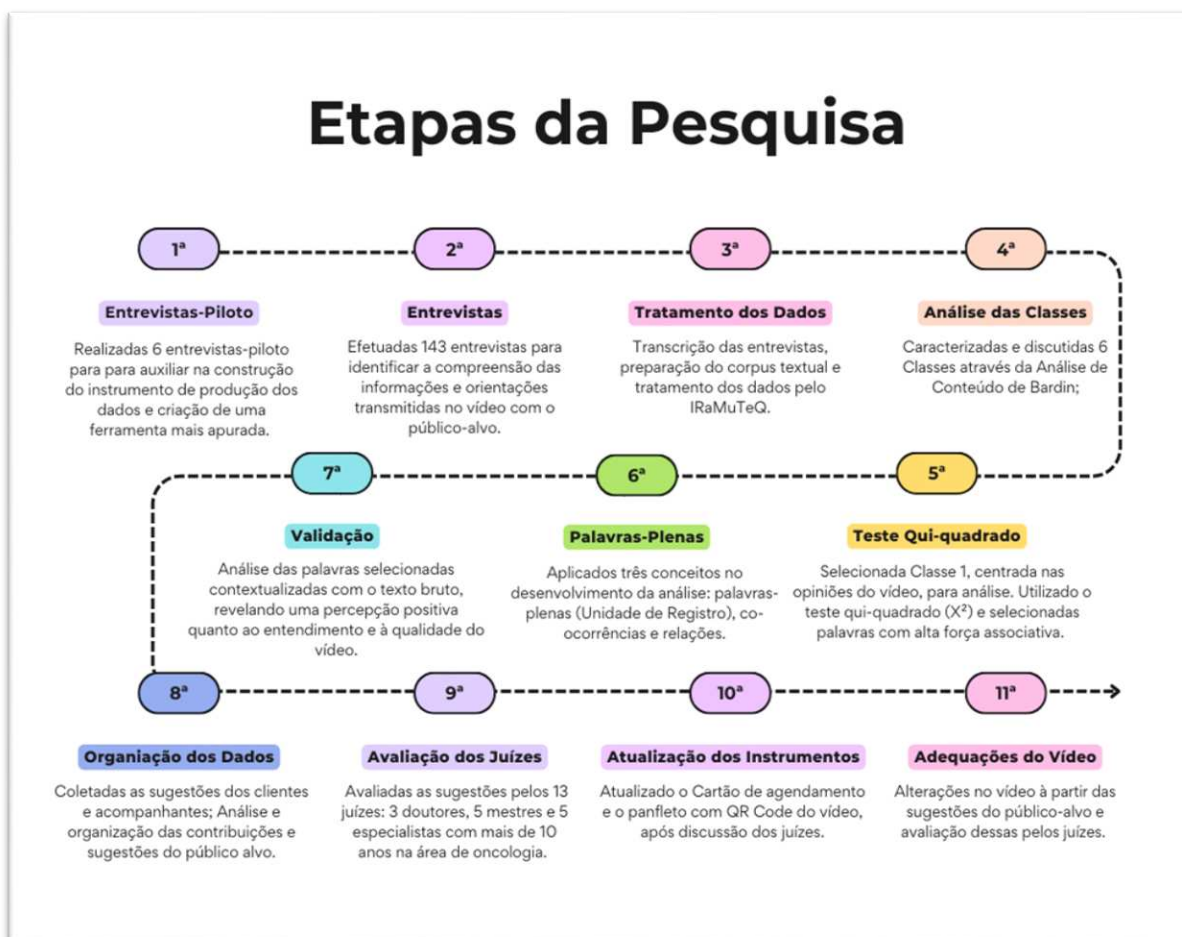 Etapas da Pesquisa
1ª
Entrevistas-Piloto
Realizadas 6 entrevistas-piloto
para para auxiliar na construção
do instrumento de produção dos
dados e criação de uma
ferramenta mais apurada.
2ª
Entrevistas
Efetuadas 143 entrevistas para
identificar a compreensão das
informações e orientações
transmitidas no vídeo com o
público-alvo.
3ª
Tratamento dos Dados
Transcrição das entrevistas,
preparação do corpus textual e
tratamento dos dados pelo
IRaMuTeQ.
4ª
Análise das Classes
Caracterizadas e discutidas 6
Classes através da Análise de
Conteúdo de Bardin;
5ª
Teste Qui-quadrado
Selecionada Classe 1, centrada nas
opiniões do vídeo, para análise. Utilizado o
teste qui-quadrado (X²) e selecionadas
palavras com alta força associativa.
6ª
Palavras-Plenas
Aplicados três conceitos no
desenvolvimento da análise: palavras-
plenas (Unidade de Registro), co-
ocorrências e relações.
7ª
Validação
Análise das palavras selecionadas
contextualizadas com o texto bruto,
revelando uma percepção positiva
quanto ao entendimento e à qualidade do
vídeo.
8ª
Organiação dos Dados
Coletadas as sugestões dos clientes
e acompanhantes; Análise e
organização das contribuições e
sugestões do público alvo.
9ª
Avaliação dos Juízes
Avaliadas as sugestões pelos 13
juízes: 3 doutores, 5 mestres e 5
especialistas com mais de 10
anos na área de oncologia.
10ª
Atualização dos Instrumentos
Atualizado o Cartão de agendamento
e o panfleto com QR Code do vídeo,
após discussão dos juízes.
11ª
Adequações do Vídeo
Alterações no vídeo à partir das
sugestões do público-alvo e
avaliação dessas pelos juízes.